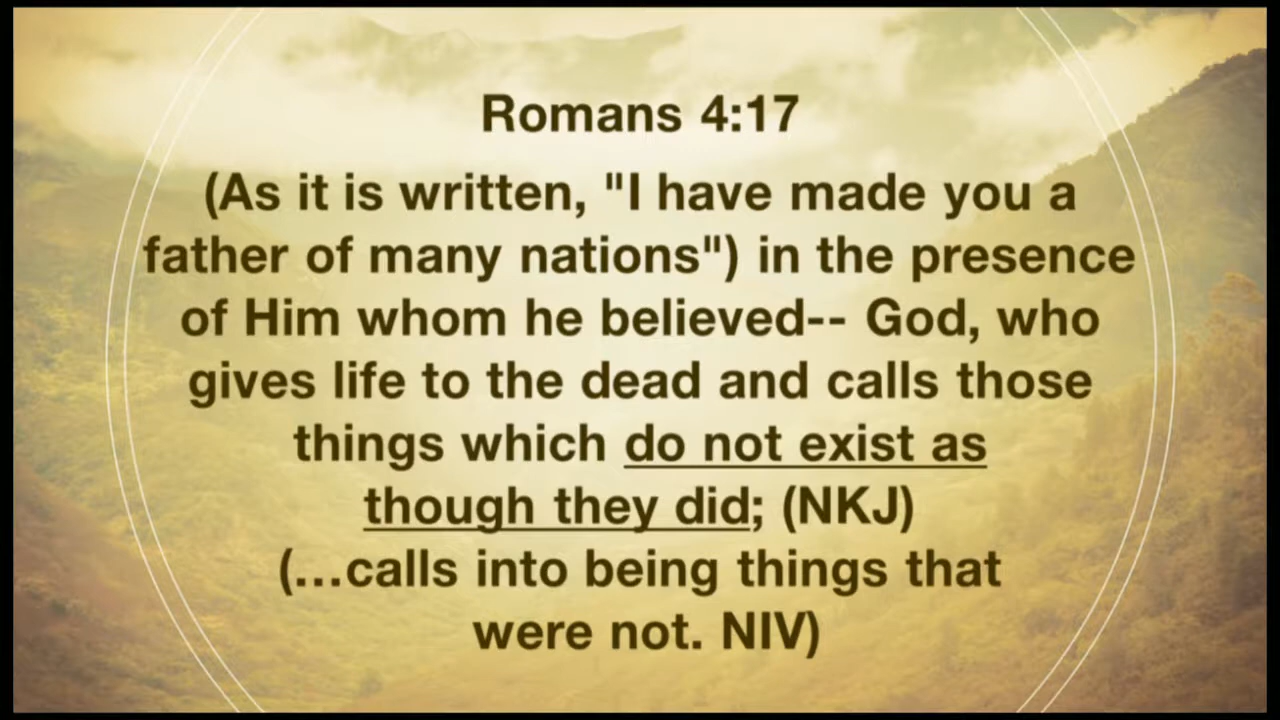 Romans 4:17
(As it is written, "I have made you a
father of many nations") in the presence
of Him whom he believed-- God, who
gives life to the dead and calls those
things which do not exist as
though they did; (NKJ)
(...calls into being things that
were not. NIV)